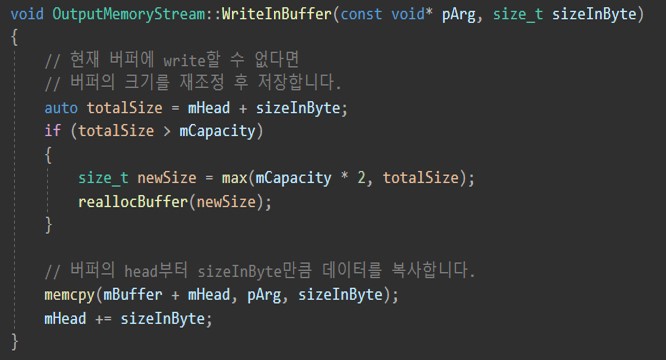 void OutputMemoryStream::WriteInBuffer(const void* pArg, size_t sizeInByte)
{
    // 현재 버퍼에 write할 수 없다면
    // 버퍼의 크기를 재조정 후 저장합니다.
    auto totalSize = mHead + sizeInByte;
    if (totalSize > mCapacity)
    {
        size_t newSize = max(mCapacity * 2, totalSize);
        reallocBuffer(newSize);
    }

    // 버퍼의 head부터 sizeInByte만큼 데이터를 복사합니다.
    memcpy(mBuffer + mHead, pArg, sizeInByte);
    mHead += sizeInByte;
}